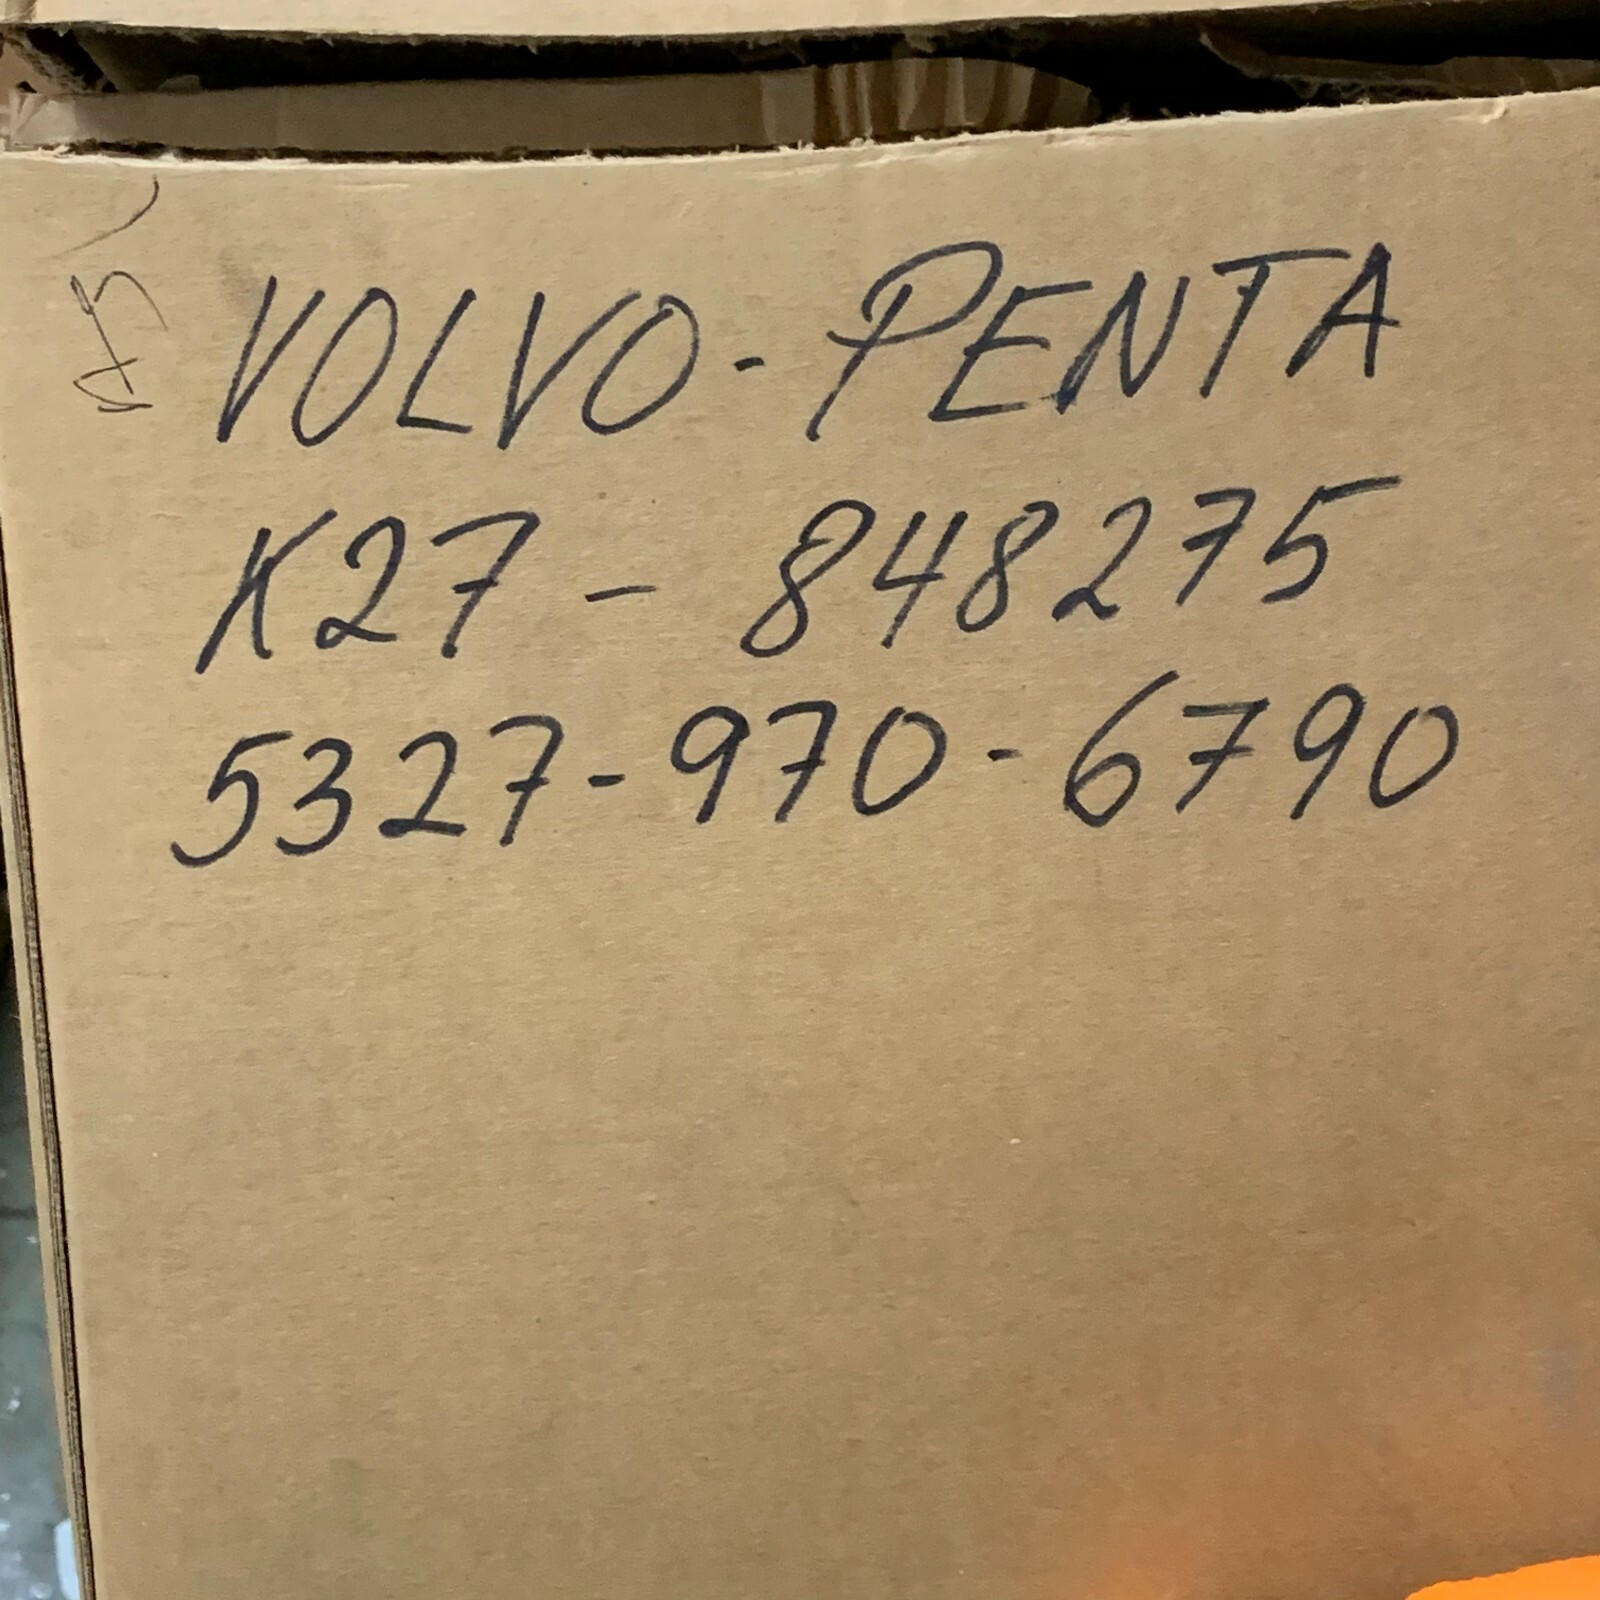 VOLVO - PENTA
K27 - 848275
5327-970-6790